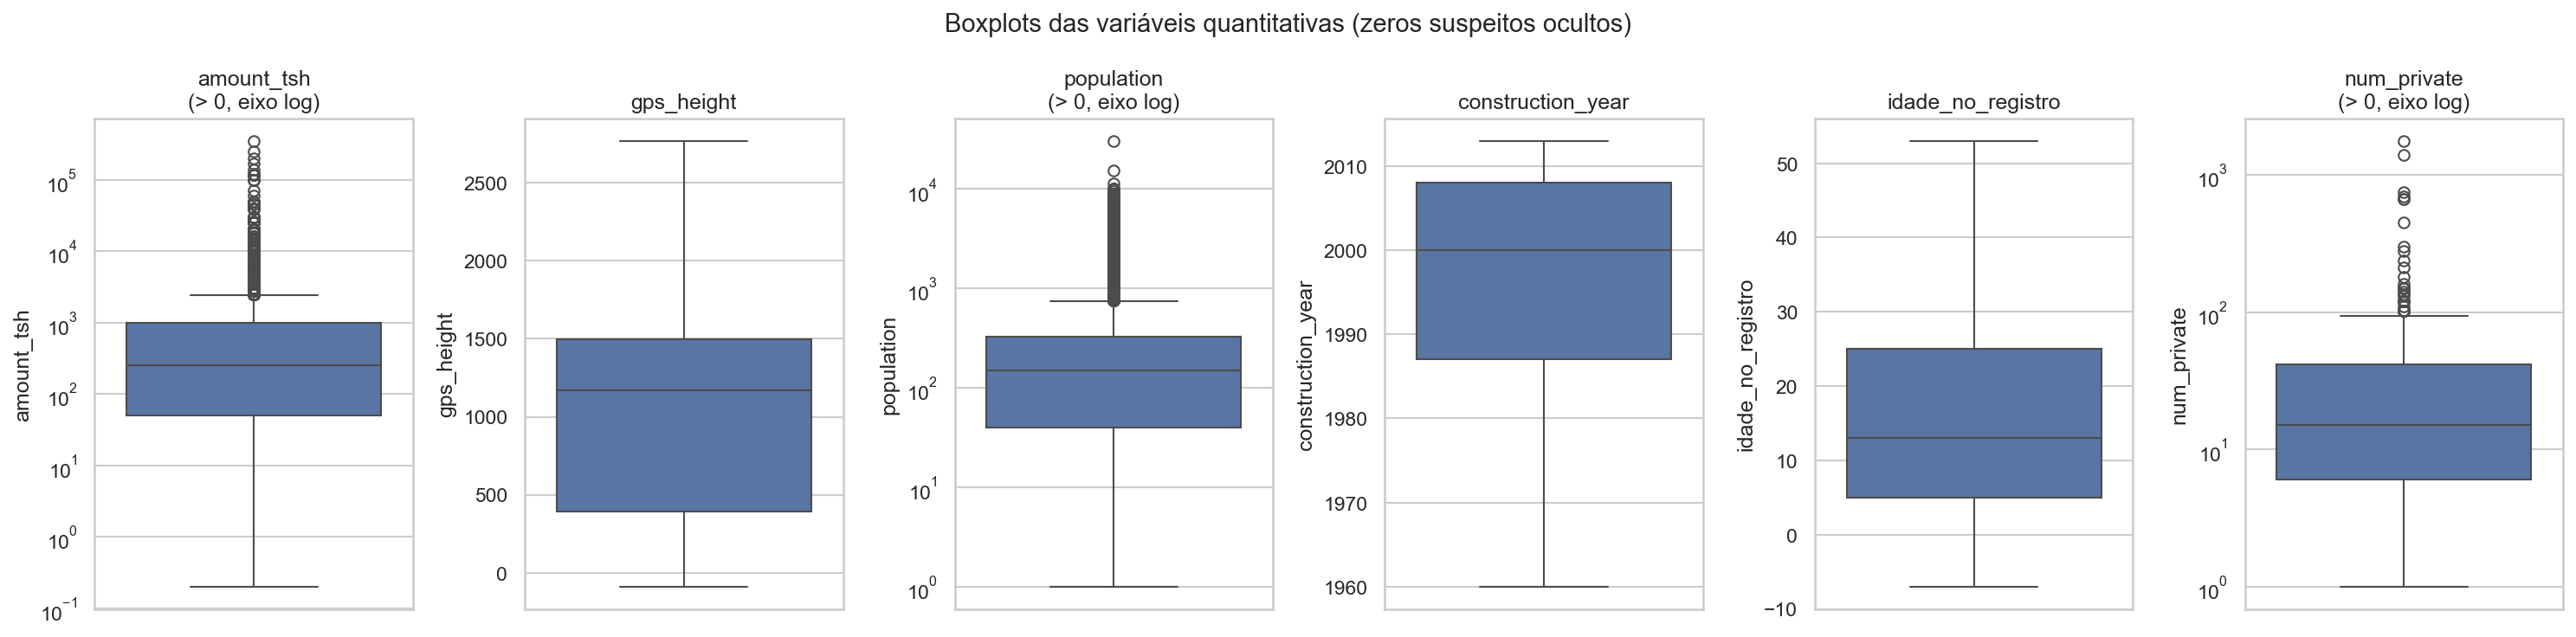 Boxplots das variáveis quantitativas (zeros suspeitos ocultos)
amount_tsh
(> 0, eixo log)
amount_tsh
10^5
10^4
10^3
10^2
10^1
10^0
10^−1
gps_height
gps_height
2500
2000
1500
1000
500
0
population
(> 0, eixo log)
population
10^4
10^3
10^2
10^1
10^0
construction_year
construction_year
2010
2000
1990
1980
1970
1960
idade_no_registro
idade_no_registro
50
40
30
20
10
0
−10
num_private
(> 0, eixo log)
num_private
10^3
10^2
10^1
10^0